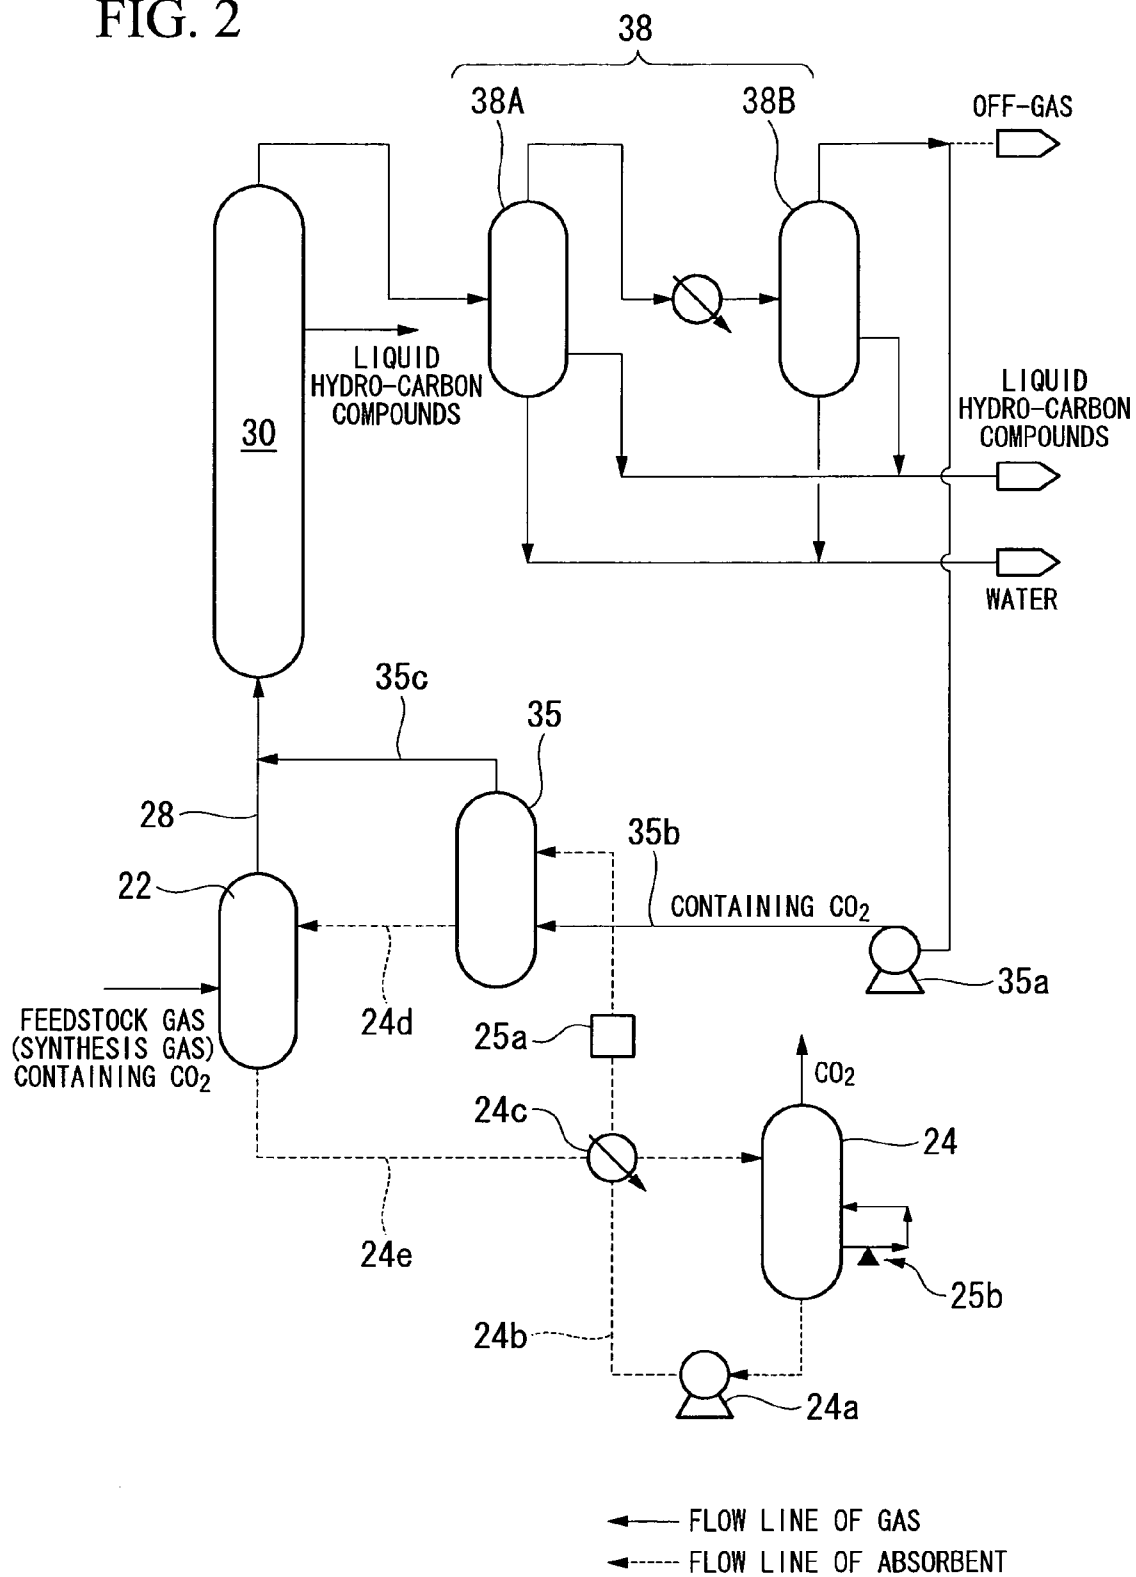 FIG. 2
38
38A
38B
OFF-GAS
LIQUID
HYDRO-CARBON
COMPOUNDS
LIQUID
HYDRO-CARBON
COMPOUNDS
30
WATER
35c
35
28
35b
22
CONTAINING CO₂
35a
FEEDSTOCK GAS
(SYNTHESIS GAS)
CONTAINING CO₂
24d
25a
CO₂
24c
24
24e
25b
24b
24a
FLOW LINE OF GAS
FLOW LINE OF ABSORBENT